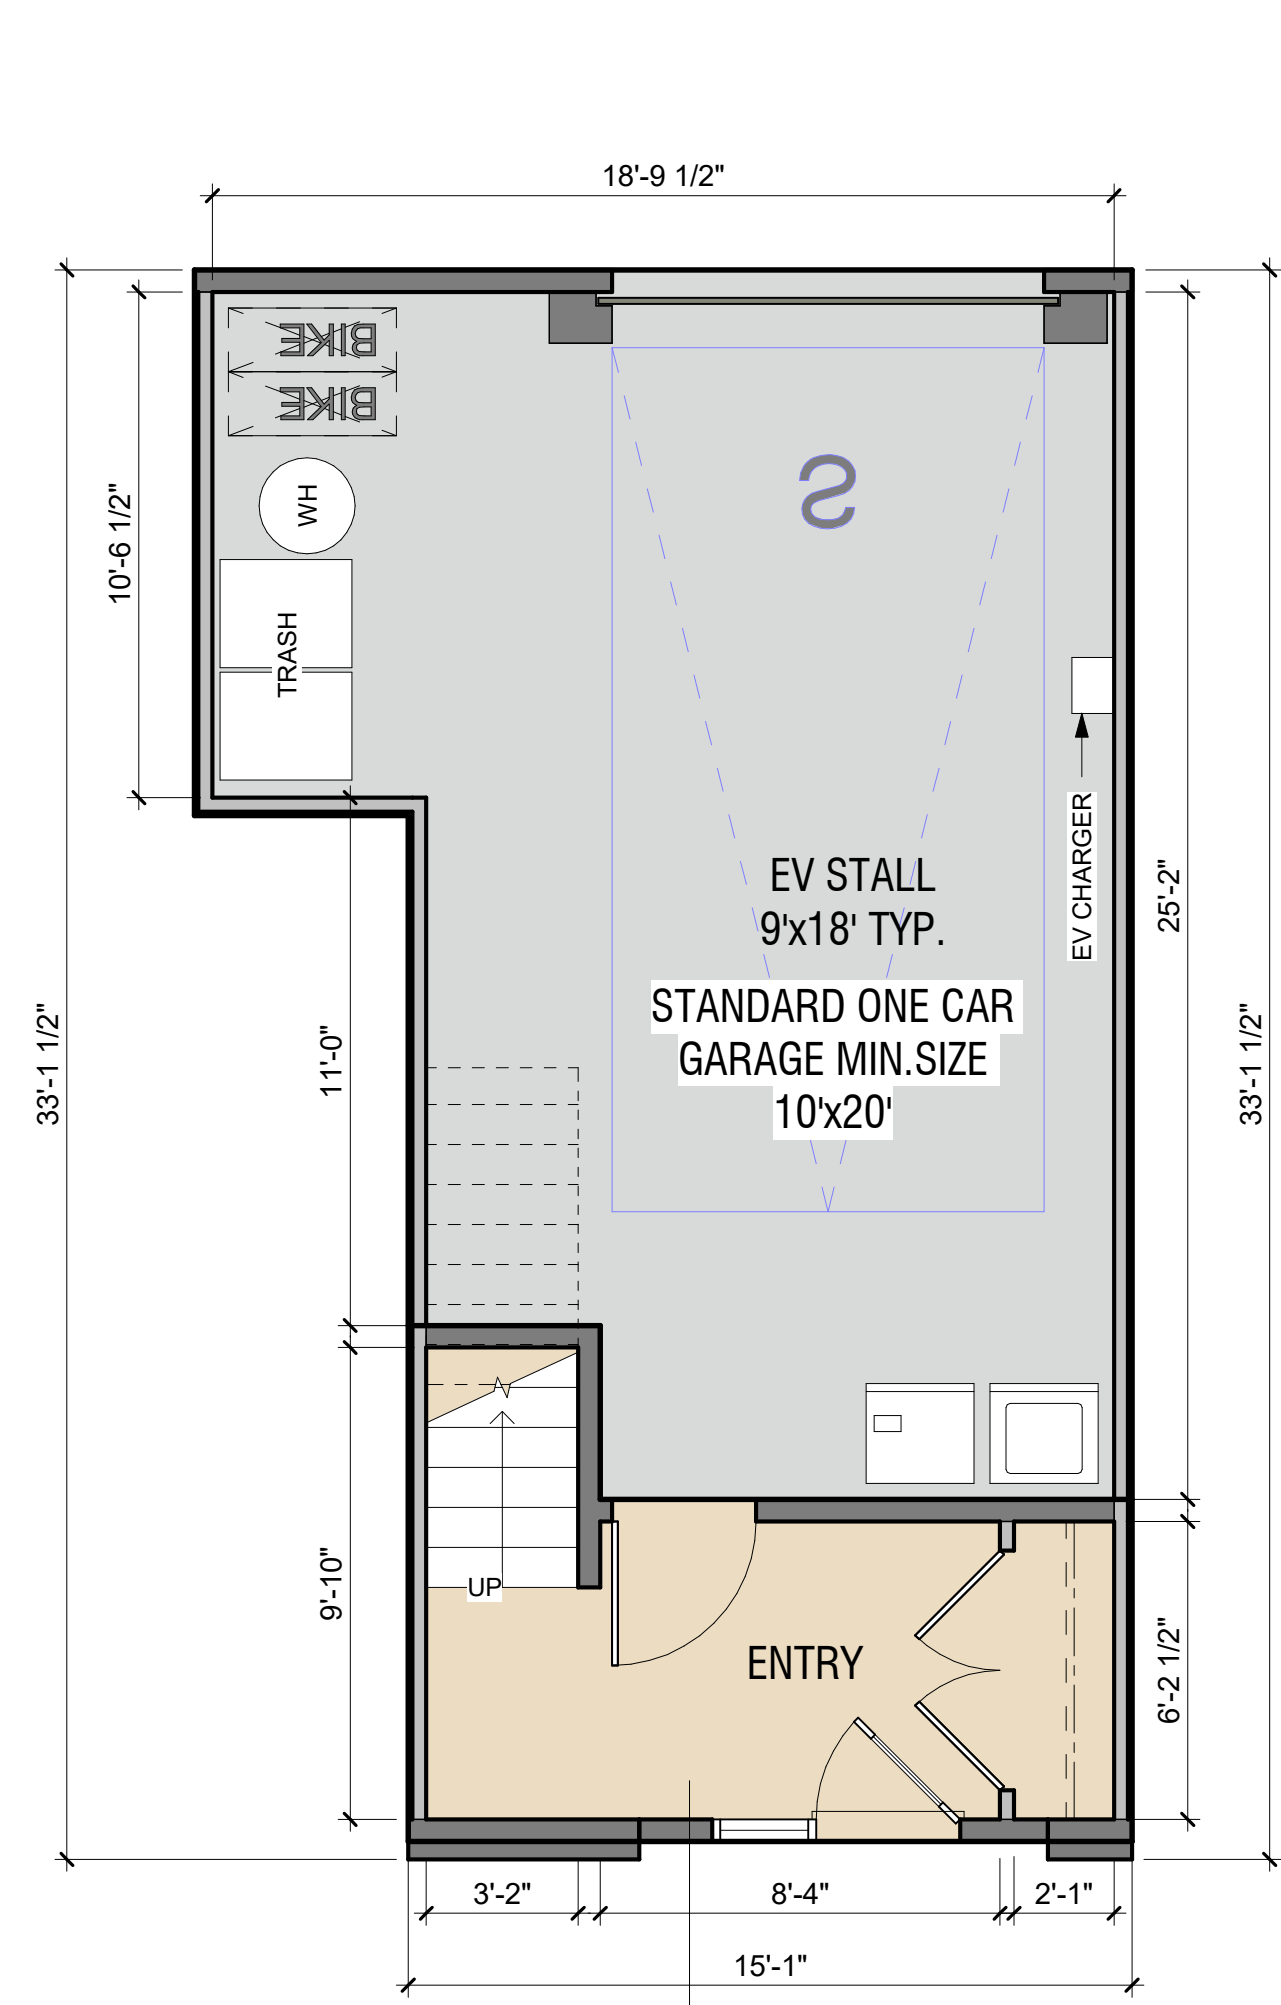 18'-9 1/2"
BIKE
BIKE
S
WH
10'-6 1/2"
TRASH
EV CHARGER
EV STALL
9'x18' TYP.
25'-2"
STANDARD ONE CAR
GARAGE MIN.SIZE
10'x20'
33'-1 1/2"
11'-0"
33'-1 1/2"
9'-10"
UP
ENTRY
6'-2 1/2"
3'-2"
8'-4"
2'-1"
15'-1"